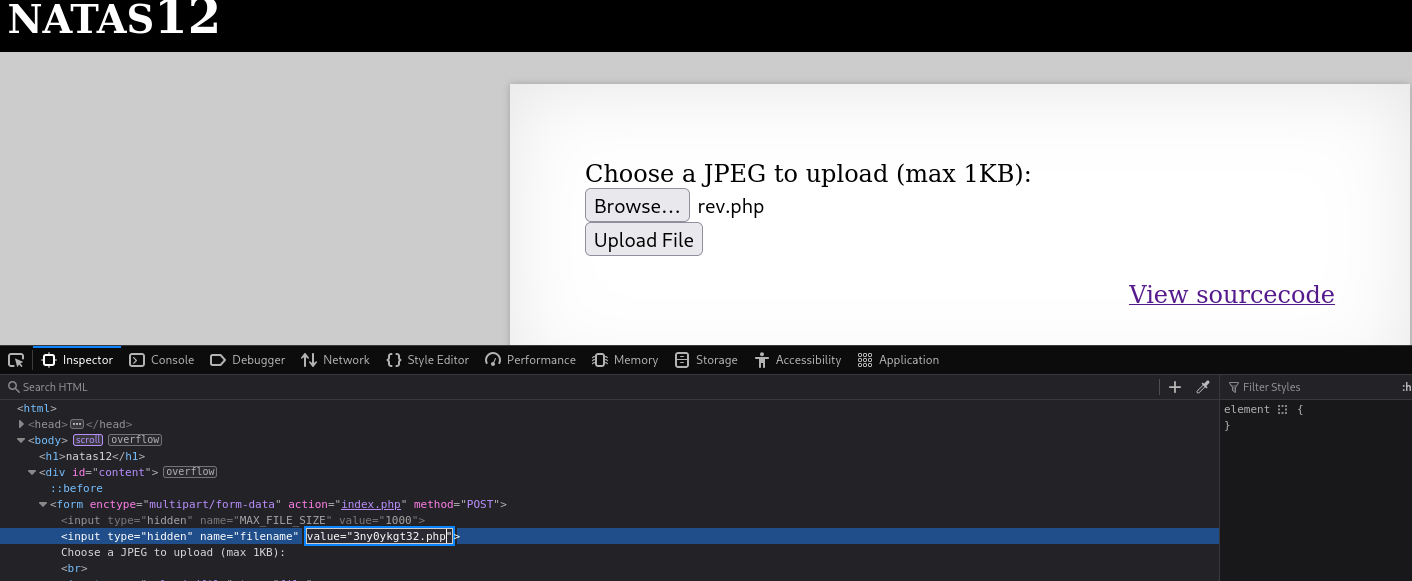 NATAS12
Choose a JPEG to upload (max 1KB):
Browse... rev.php
Upload File
View sourcecode
Inspector Console Debugger Network Style Editor Performance Memory Storage Accessibility Application
Search HTML
Filter Styles :h
<html>
<head> ••• </head>
<body> scroll overflow
<h1>natas12</h1>
<div id="content"> overflow
::before
<form enctype="multipart/form-data" action="index.php" method="POST">
<input type="hidden" name="MAX_FILE_SIZE" value="1000">
<input type="hidden" name="filename" value="3ny0ykgt32.php">
Choose a JPEG to upload (max 1KB):
<br>
element {
}